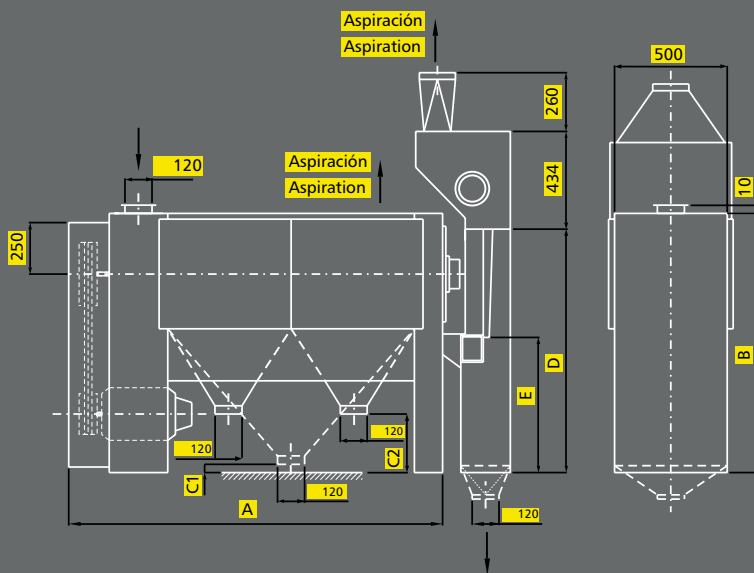 Aspiración
Aspiration
500
260
434
120
Aspiración
Aspiration
10
250
D
B
E
120
120
C2
C1
120
A
120